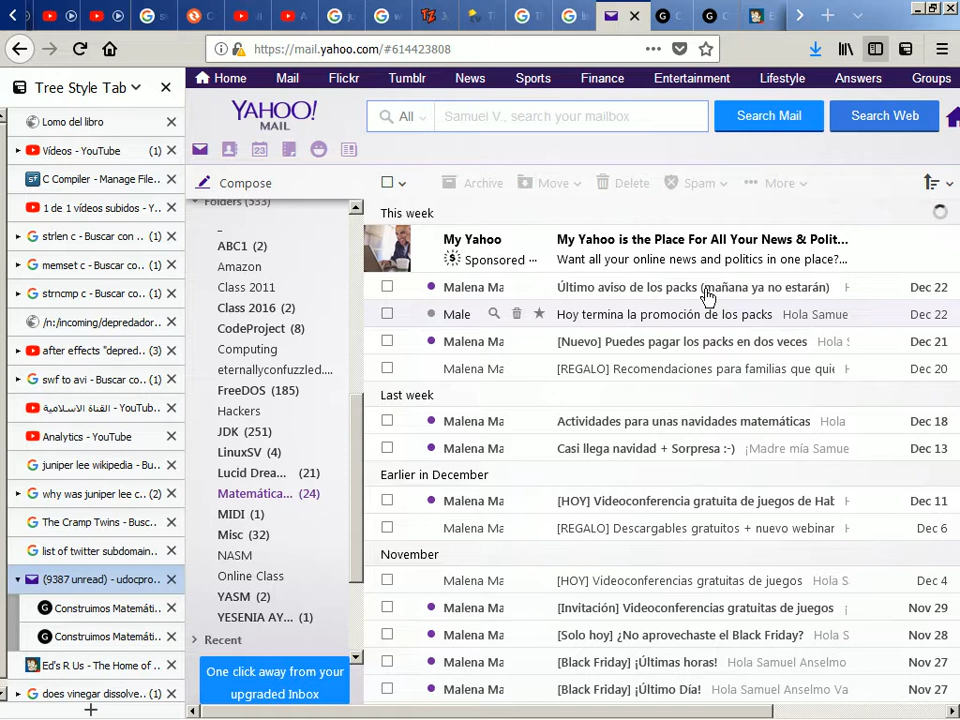 su
Co
U
ju
w
T
li
C
C
https://mail.yahoo.com/#614423808
Tree Style Tab
Home Mail Flickr Tumblr News Sports Finance Entertainment Lifestyle Answers Groups
Lomo del libro
Vídeos - YouTube (1)
C Compiler - Manage File...
1 de 1 vídeos subidos - Y...
strlen c - Buscar con .. (1)
memset c - Buscar c.. (1)
strncmp c - Buscar c.. (1)
/n:/incoming/depredador...
after effects "depred.. (3)
swf to avi - Buscar c.. (1)
القناة الاسلامية - YouTub...
Analytics - YouTube
juniper lee wikipedia - Bu...
why was juniper lee c.. (2)
The Cramp Twins - Busc...
list of twitter subdomain...
(9387 unread) - udocpro...
Construimos Matemáti...
Construimos Matemáti...
Ed's R Us - The Home of ...
does vinegar dissolve.. (1)
YAHOO!
MAIL
All Samuel V., search your mailbox Search Mail Search Web
Compose
Archive Move Delete Spam More
Folders (533)
_
ABC1 (2)
Amazon
Class 2011
Class 2016 (2)
CodeProject (8)
Computing
eternallyconfuzzled....
FreeDOS (185)
Hackers
JDK (251)
LinuxSV (4)
Lucid Drea... (21)
Matemática... (24)
MIDI (1)
Misc (32)
NASM
Online Class
YASM (2)
YESENIA AY... (1)
Recent
One click away from your
upgraded Inbox
This week
My Yahoo My Yahoo is the Place For All Your News & Polit...
Sponsored Want all your online news and politics in one place?...
Malena Ma Último aviso de los packs (mañana ya no estarán) H Dec 22
Male Hoy termina la promoción de los packs Hola Samue Dec 22
Malena Ma [Nuevo] Puedes pagar los packs en dos veces Hola S Dec 21
Malena Ma [REGALO] Recomendaciones para familias que quie Dec 20
Last week
Malena Ma Actividades para unas navidades matemáticas Hola Dec 18
Malena Ma Casi llega navidad + Sorpresa :-) ¡Madre mía Samue Dec 13
Earlier in December
Malena Ma [HOY] Videoconferencia gratuita de juegos de Hab Dec 11
Malena Ma [REGALO] Descargables gratuitos + nuevo webinar Dec 6
November
Malena Ma [HOY] Videoconferencias gratuitas de juegos Hola S Dec 4
Malena Ma [Invitación] Videoconferencias gratuitas de juegos ¡ Nov 29
Malena Ma [Solo hoy] ¿No aprovechaste el Black Friday? Hola S Nov 28
Malena Ma [Black Friday] ¡Últimas horas! Hola Samuel Anselmo Nov 27
Malena Ma [Black Friday] ¡Último Día! Hola Samuel Anselmo Va Nov 27